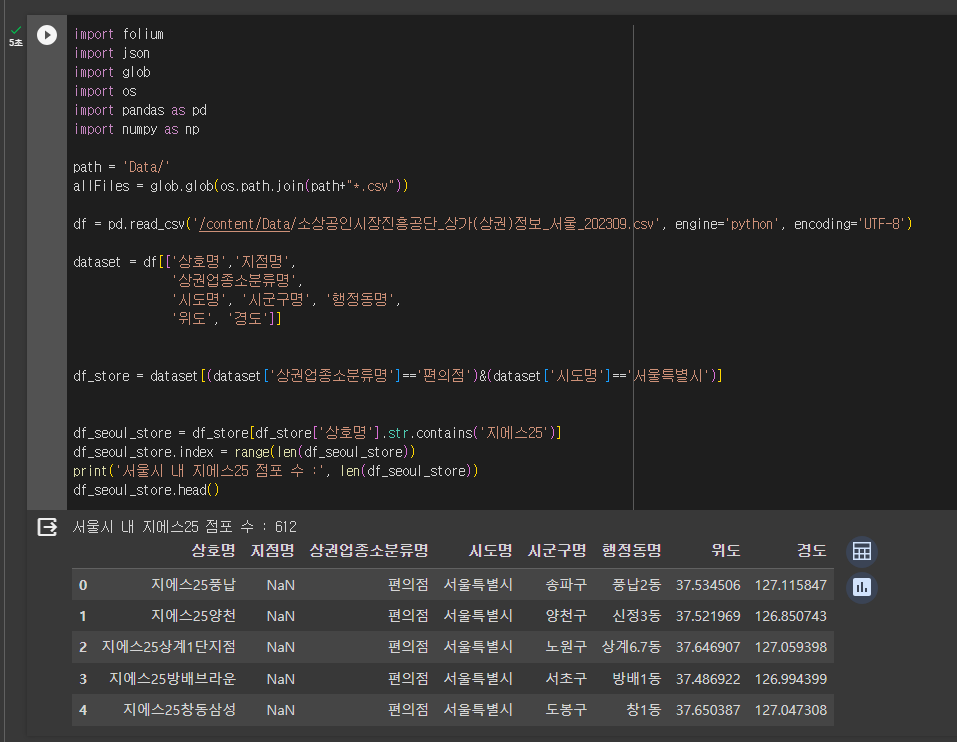 5초
import folium
import json
import glob
import os
import pandas as pd
import numpy as np
path = 'Data/'
allFiles = glob.glob(os.path.join(path+"*.csv"))
df = pd.read_csv('/content/Data/소상공인시장진흥공단_상가(상권)정보_서울_202309.csv', engine='python', encoding='UTF-8')
dataset = df[['상호명','지점명',
'상권업종소분류명',
'시도명', '시군구명', '행정동명',
'위도', '경도']]
df_store = dataset[(dataset['상권업종소분류명']=='편의점')&(dataset['시도명']=='서울특별시')]
df_seoul_store = df_store[df_store['상호명'].str.contains('지에스25')]
df_seoul_store.index = range(len(df_seoul_store))
print('서울시 내 지에스25 점포 수 :', len(df_seoul_store))
df_seoul_store.head()
서울시 내 지에스25 점포 수 : 612
상호명 지점명 상권업종소분류명 시도명 시군구명 행정동명 위도 경도
0 지에스25풍납 NaN 편의점 서울특별시 송파구 풍납2동 37.534506 127.115847
1 지에스25양천 NaN 편의점 서울특별시 양천구 신정3동 37.521969 126.850743
2 지에스25상계1단지점 NaN 편의점 서울특별시 노원구 상계6.7동 37.646907 127.059398
3 지에스25방배브라운 NaN 편의점 서울특별시 서초구 방배1동 37.486922 126.994399
4 지에스25창동삼성 NaN 편의점 서울특별시 도봉구 창1동 37.650387 127.047308